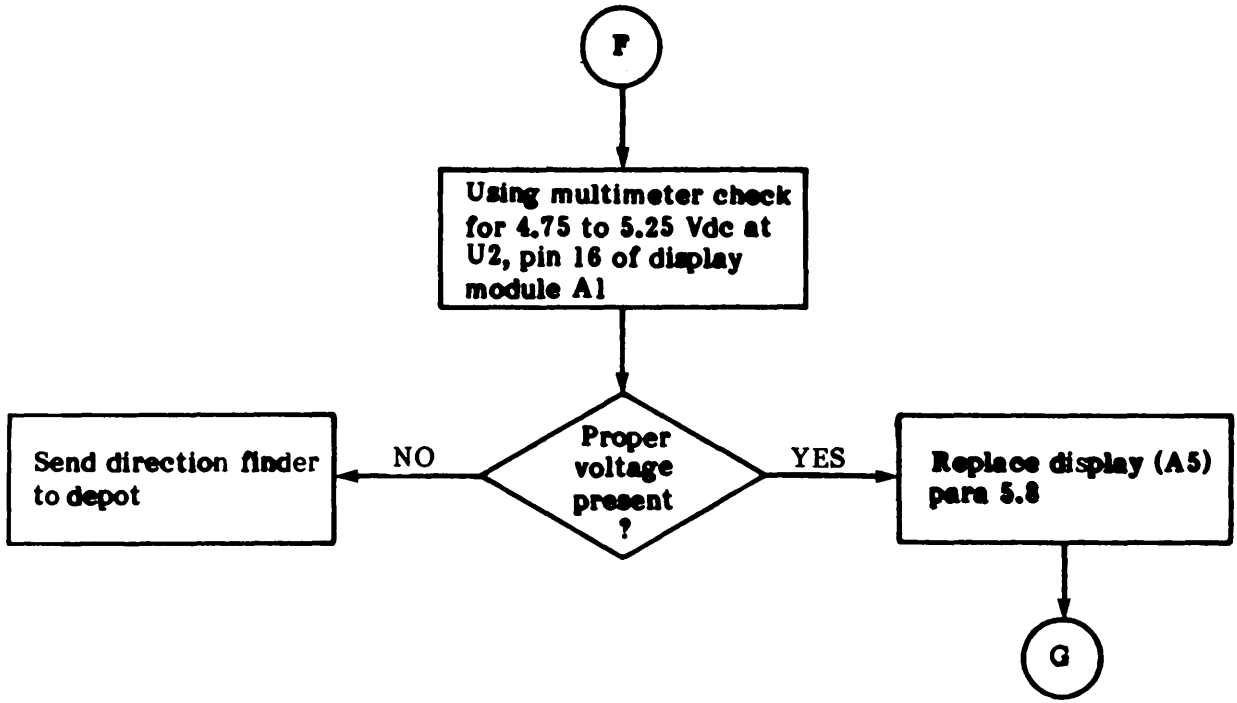 F
Using multimeter check
for 4.75 to 5.25 Vdc at
U2, pin 16 of display
module A1
Proper
voltage
present
?
NO
YES
Send direction finder
to depot
Replace display (A5)
para 5.8
G